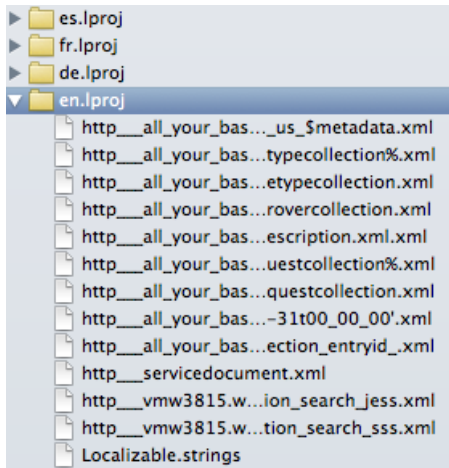 es.lproj
fr.lproj
de.lproj
en.lproj
http___all_your_bas..._us_$metadata.xml
http___all_your_bas...typecollection%.xml
http___all_your_bas...etypecollection.xml
http___all_your_bas...rovercollection.xml
http___all_your_bas...escription.xml.xml
http___all_your_bas...uestcollection%.xml
http___all_your_bas...questcollection.xml
http___all_your_bas...-31t00_00_00'.xml
http___all_your_bas...ection_entryid_.xml
http___servicedocument.xml
http___vmw3815.w...ion_search_jess.xml
http___vmw3815.w...tion_search_sss.xml
Localizable.strings